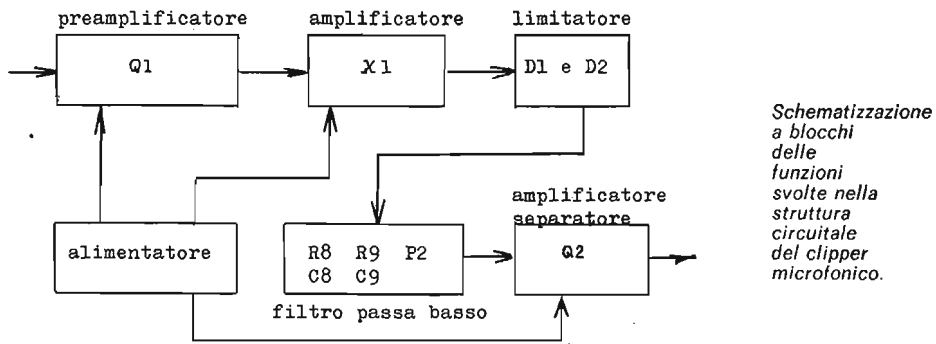 preamplificatore
amplificatore
limitatore
Q1
X1
D1 e D2
alimentatore
R8 R9 P2
C8 C9
filtro passa basso
amplificatore
separatore
Q2
Schematizzazione
a blocchi
delle
funzioni
svolte nella
struttura
circuitale
del clipper
microfonico.